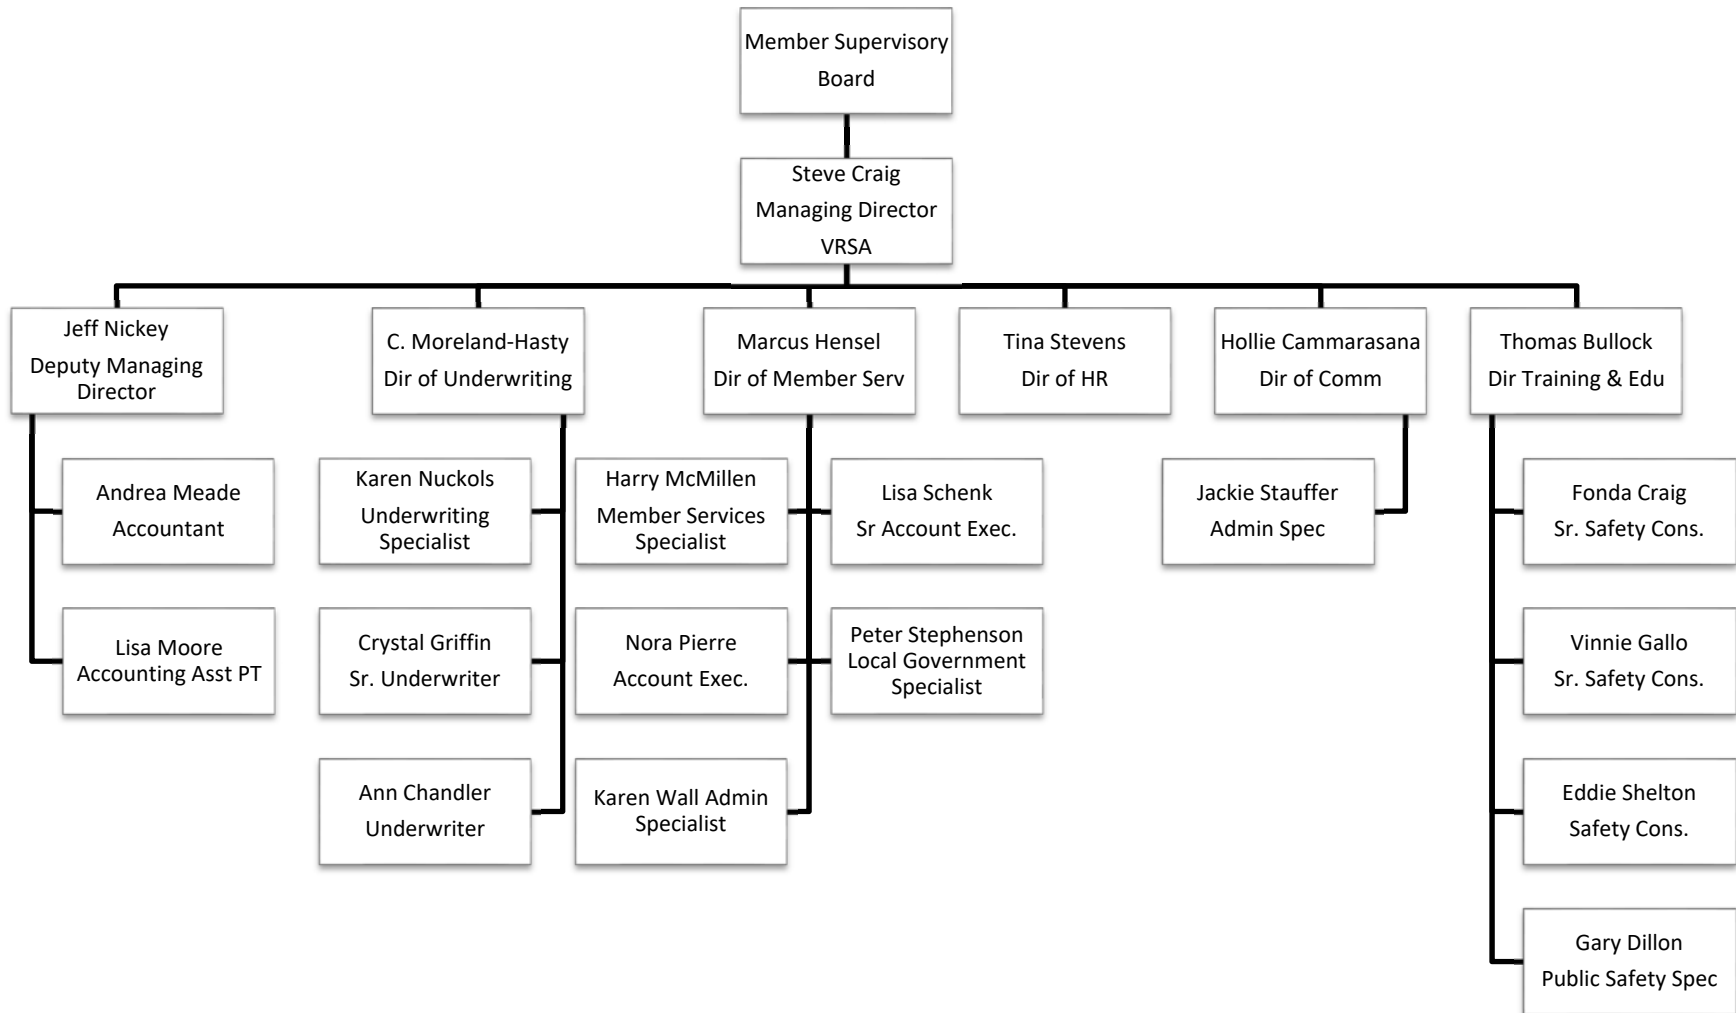 Member Supervisory
Board
Steve Craig
Managing Director
VRSA
Jeff Nickey
Deputy Managing
Director
C. Moreland-Hasty
Dir of Underwriting
Marcus Hensel
Dir of Member Serv
Tina Stevens
Dir of HR
Hollie Cammarasana
Dir of Comm
Thomas Bullock
Dir Training & Edu
Andrea Meade
Accountant
Karen Nuckols
Underwriting
Specialist
Harry McMillen
Member Services
Specialist
Lisa Schenk
Sr Account Exec.
Jackie Stauffer
Admin Spec
Fonda Craig
Sr. Safety Cons.
Lisa Moore
Accounting Asst PT
Crystal Griffin
Sr. Underwriter
Nora Pierre
Account Exec.
Peter Stephenson
Local Government
Specialist
Vinnie Gallo
Sr. Safety Cons.
Ann Chandler
Underwriter
Karen Wall Admin
Specialist
Eddie Shelton
Safety Cons.
Gary Dillon
Public Safety Spec